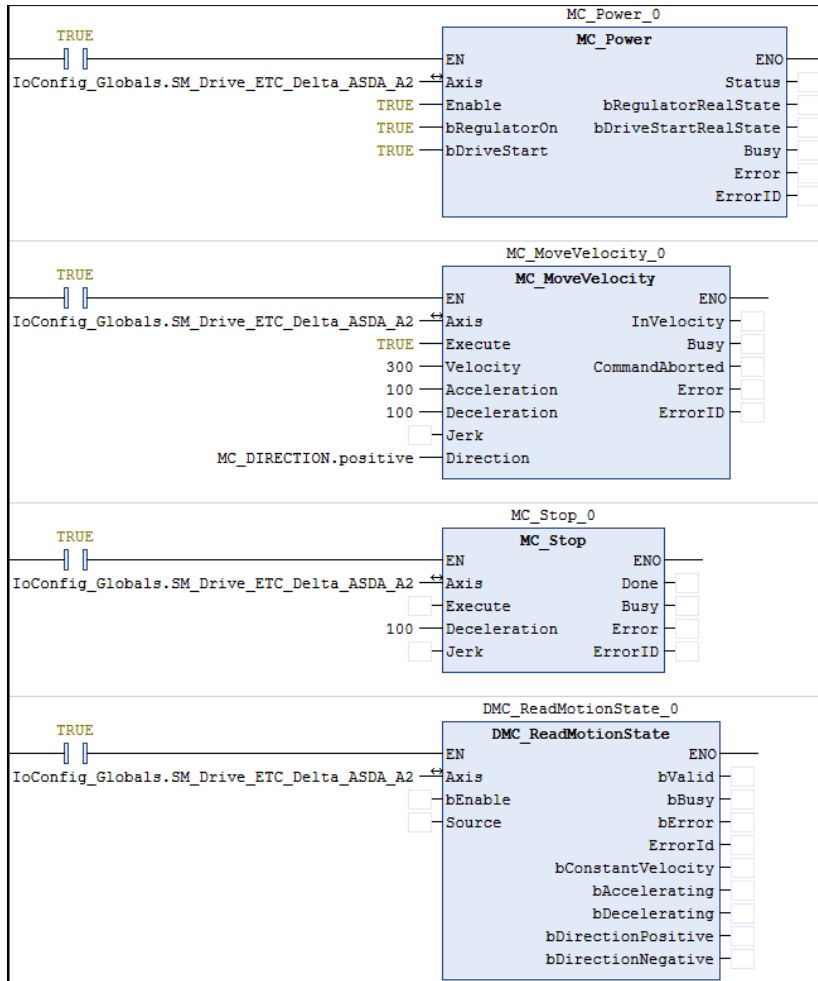 MC_Power_0
TRUE
MC_Power
EN ENO
IoConfig_Globals.SM_Drive_ETC_Delta_ASDA_A2 Axis Status
TRUE Enable bRegulatorRealState
TRUE bRegulatorOn bDriveStartRealState
TRUE bDriveStart Busy
Error
ErrorID
MC_MoveVelocity_0
TRUE
MC_MoveVelocity
EN ENO
IoConfig_Globals.SM_Drive_ETC_Delta_ASDA_A2 Axis InVelocity
TRUE Execute Busy
300 Velocity CommandAborted
100 Acceleration Error
100 Deceleration ErrorID
Jerk
MC_DIRECTION.positive Direction
MC_Stop_0
TRUE
MC_Stop
EN ENO
IoConfig_Globals.SM_Drive_ETC_Delta_ASDA_A2 Axis Done
Execute Busy
100 Deceleration Error
Jerk ErrorID
DMC_ReadMotionState_0
TRUE
DMC_ReadMotionState
EN ENO
IoConfig_Globals.SM_Drive_ETC_Delta_ASDA_A2 Axis bValid
bEnable bBusy
Source bError
ErrorId
bConstantVelocity
bAccelerating
bDecelerating
bDirectionPositive
bDirectionNegative